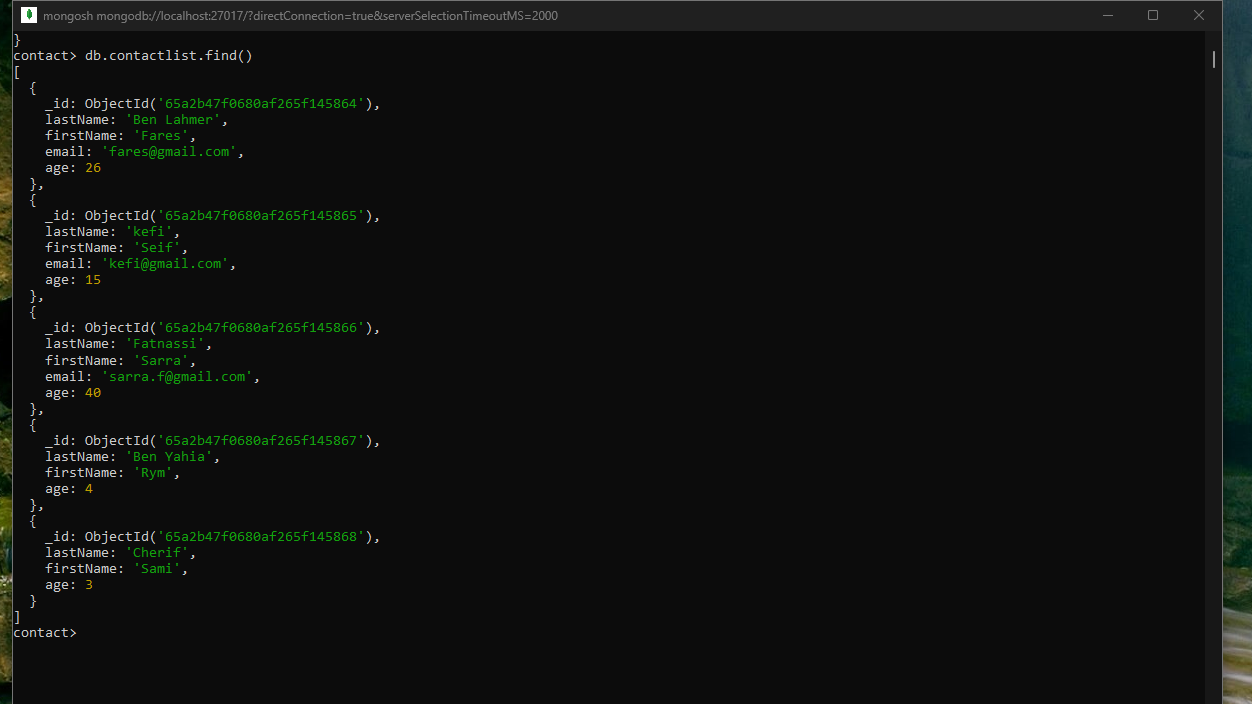 mongosh mongodb://localhost:27017/?directConnection=true&serverSelectionTimeoutMS=2000
}
contact> db.contactlist.find()
[
  {
    _id: ObjectId('65a2b47f0680af265f145864'),
    lastName: 'Ben Lahmer',
    firstName: 'Fares',
    email: 'fares@gmail.com',
    age: 26
  },
  {
    _id: ObjectId('65a2b47f0680af265f145865'),
    lastName: 'kefi',
    firstName: 'Seif',
    email: 'kefi@gmail.com',
    age: 15
  },
  {
    _id: ObjectId('65a2b47f0680af265f145866'),
    lastName: 'Fatnassi',
    firstName: 'Sarra',
    email: 'sarra.f@gmail.com',
    age: 40
  },
  {
    _id: ObjectId('65a2b47f0680af265f145867'),
    lastName: 'Ben Yahia',
    firstName: 'Rym',
    age: 4
  },
  {
    _id: ObjectId('65a2b47f0680af265f145868'),
    lastName: 'Cherif',
    firstName: 'Sami',
    age: 3
  }
]
contact>